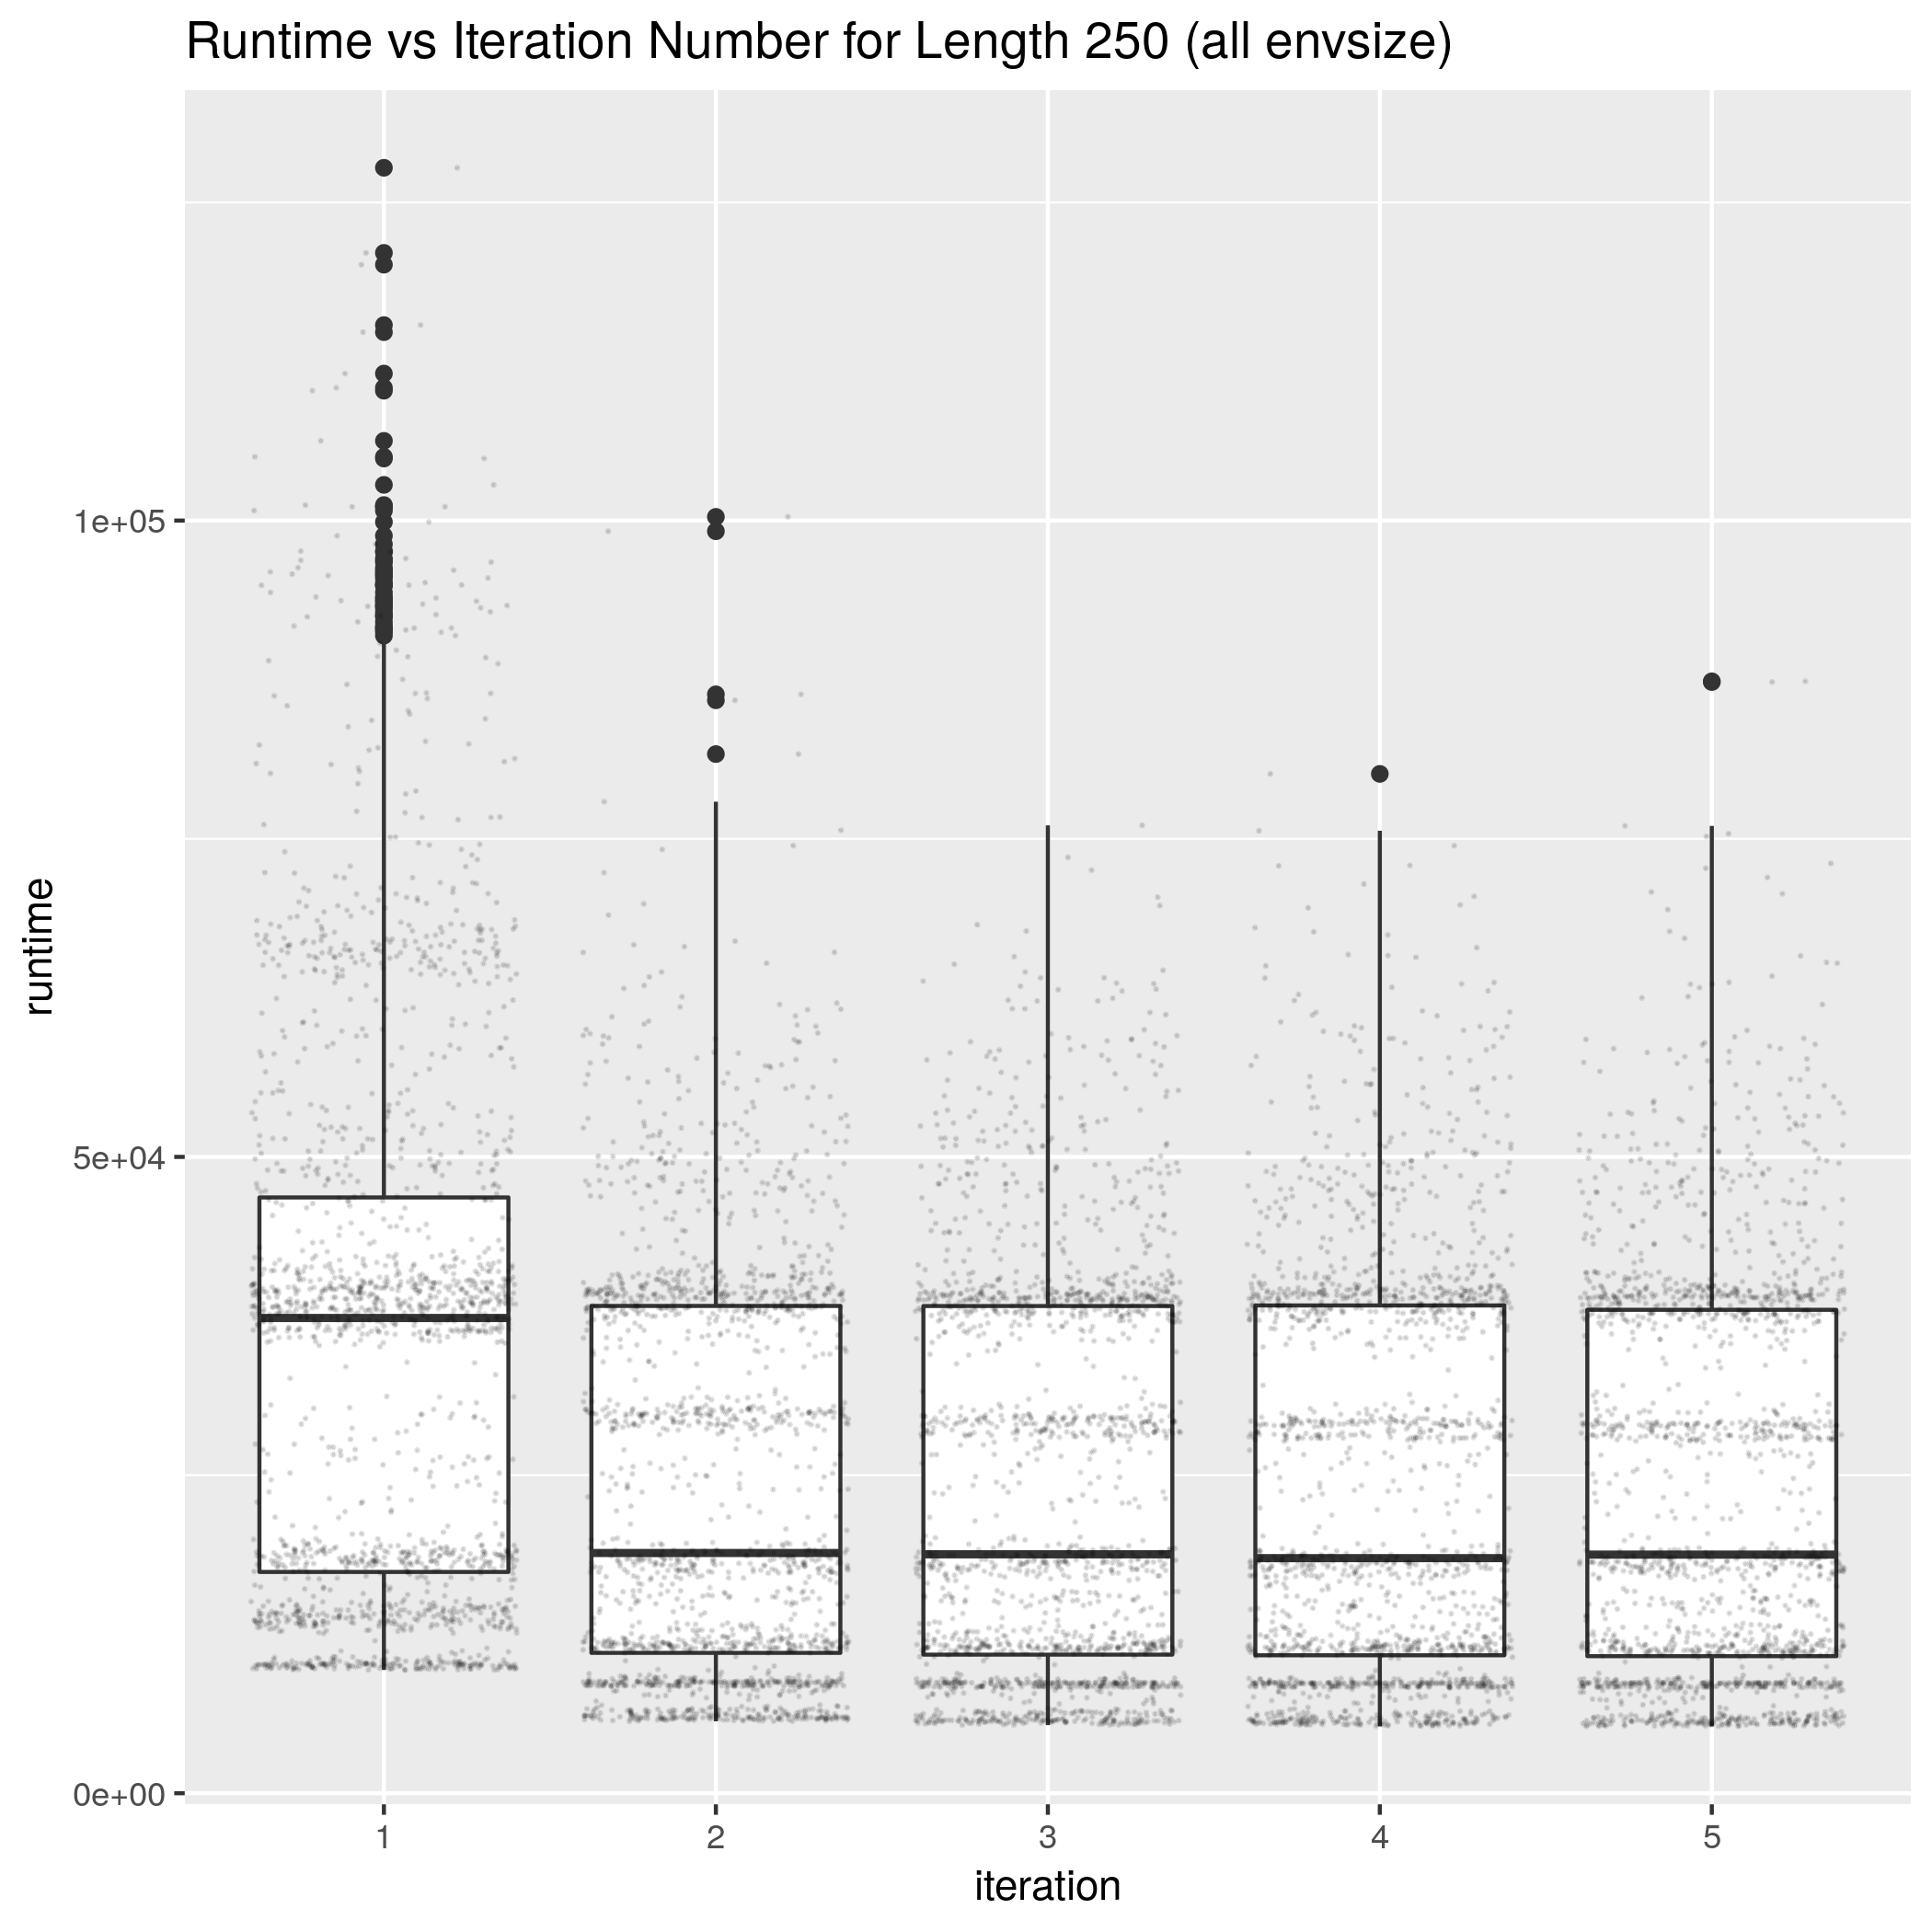 Runtime vs Iteration Number for Length 250 (all envsize)
runtime
1e+05
5e+04
0e+00
1 2 3 4 5
iteration